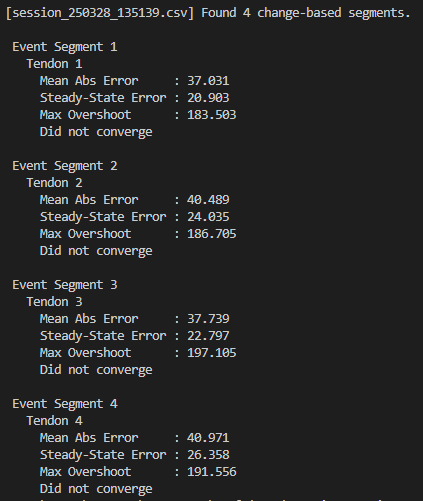 [session_250328_135139.csv] Found 4 change-based segments.
Event Segment 1
Tendon 1
Mean Abs Error : 37.031
Steady-State Error : 20.903
Max Overshoot : 183.503
Did not converge
Event Segment 2
Tendon 2
Mean Abs Error : 40.489
Steady-State Error : 24.035
Max Overshoot : 186.705
Did not converge
Event Segment 3
Tendon 3
Mean Abs Error : 37.739
Steady-State Error : 22.797
Max Overshoot : 197.105
Did not converge
Event Segment 4
Tendon 4
Mean Abs Error : 40.971
Steady-State Error : 26.358
Max Overshoot : 191.556